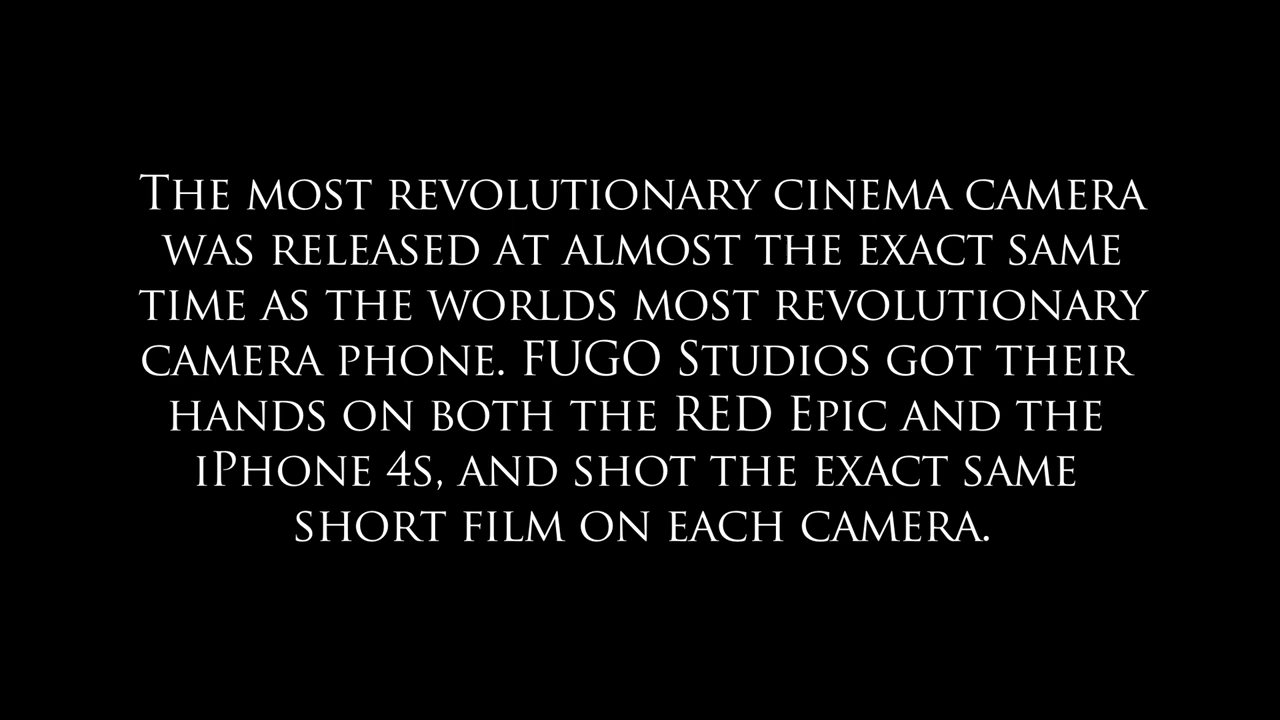 The most revolutionary cinema camera
was released at almost the exact same
time as the worlds most revolutionary
camera phone. FUGO Studios got their
hands on both the RED Epic and the
iPhone 4s, and shot the exact same
short film on each camera.